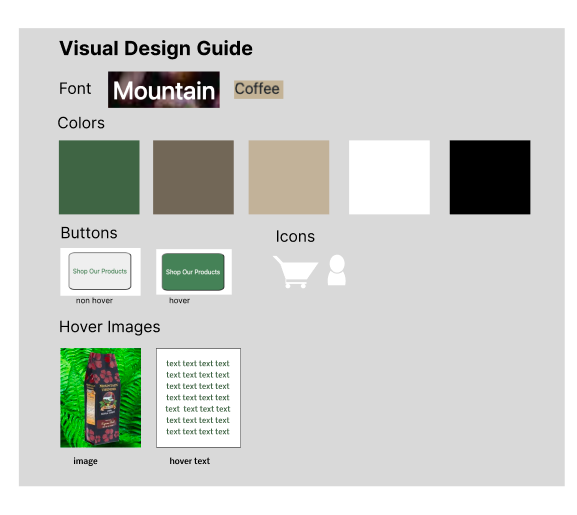 Visual Design Guide
Font Mountain Coffee
Colors
Buttons
Icons
Shop Our Products
Shop Our Products
non hover
hover
Hover Images
text text text text
text text text text
text text text text
text text text text
text text text text
text text text text
text text text text
image
hover text